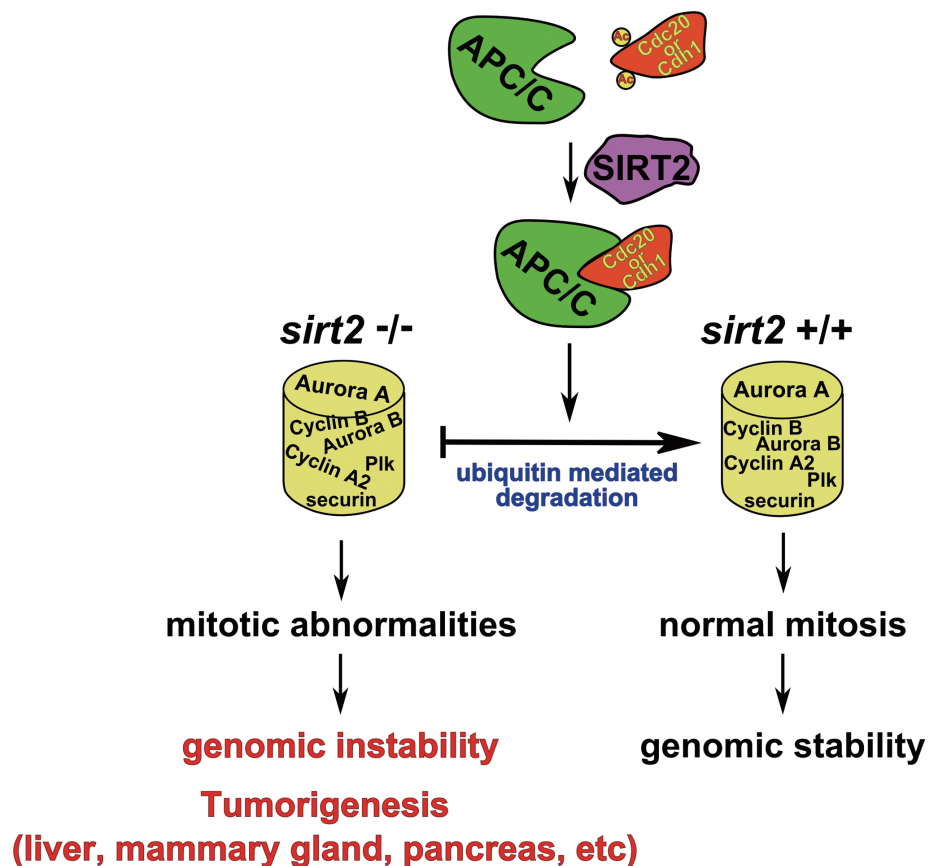 APC/C
Ac
Cdc20
or
Cdh1
Ac
SIRT2
APC/C
Cdc20
or
Cdh1
sirt2 -/-
sirt2 +/+
Aurora A
Cyclin B
Aurora B
Cyclin A2
Plk
securin
Aurora A
Cyclin B
Aurora B
Cyclin A2
Plk
securin
ubiquitin mediated
degradation
mitotic abnormalities
normal mitosis
genomic instability
genomic stability
Tumorigenesis
(liver, mammary gland, pancreas, etc)